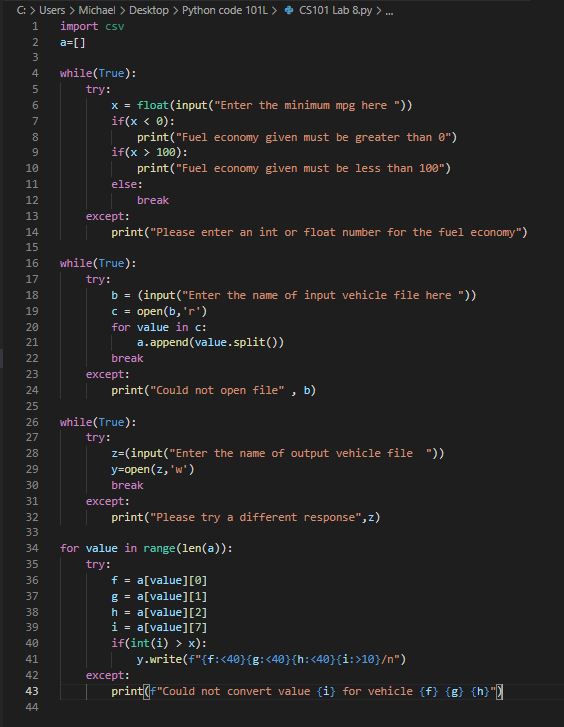 C: > Users > Michael > Desktop > Python code 101L > CS101 Lab 8.py > ...
1 import csv
2 a=[]
3
4 while(True):
5     try:
6         x = float(input("Enter the minimum mpg here "))
7         if(x < 0):
8             print("Fuel economy given must be greater than 0")
9         if(x > 100):
10             print("Fuel economy given must be less than 100")
11         else:
12             break
13     except:
14         print("Please enter an int or float number for the fuel economy")
15
16 while(True):
17     try:
18         b = (input("Enter the name of input vehicle file here "))
19         c = open(b,'r')
20         for value in c:
21             a.append(value.split())
22         break
23     except:
24         print("Could not open file" , b)
25
26 while(True):
27     try:
28         z=(input("Enter the name of output vehicle file  "))
29         y=open(z,'w')
30         break
31     except:
32         print("Please try a different response",z)
33
34 for value in range(len(a)):
35     try:
36         f = a[value][0]
37         g = a[value][1]
38         h = a[value][2]
39         i = a[value][7]
40         if(int(i) > x):
41             y.write(f"{f:<40}{g:<40}{h:<40}{i:>10}/n")
42     except:
43         print(f"Could not convert value {i} for vehicle {f} {g} {h}")
44